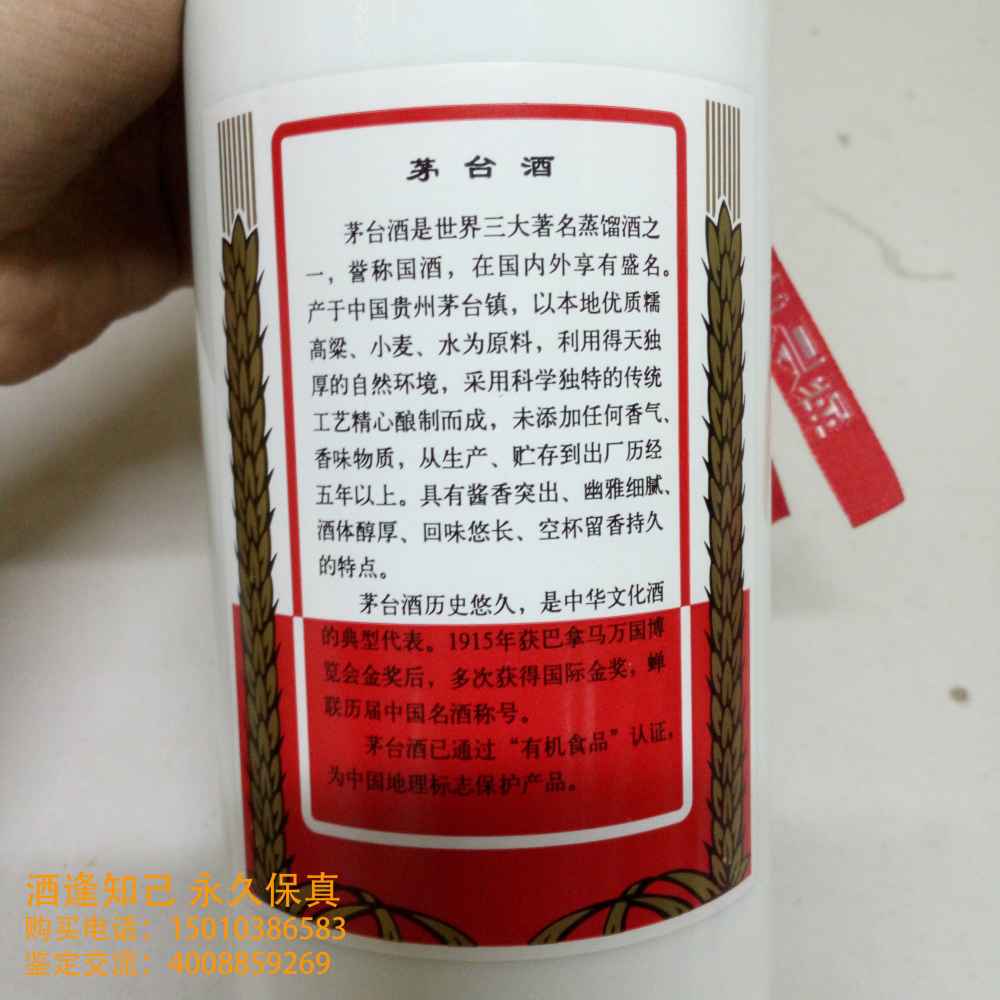 茅台酒
茅台酒是世界三大著名蒸馏酒之
一，誉称国酒，在国内外享有盛名。
产于中国贵州茅台镇，以本地优质糯
高粱、小麦、水为原料，利用得天独
厚的自然环境，采用科学独特的传统
工艺精心酿制而成，未添加任何香气、
香味物质，从生产、贮存到出厂历经
五年以上。具有酱香突出、幽雅细腻、
酒体醇厚、回味悠长、空杯留香持久
的特点。
茅台酒历史悠久，是中华文化酒
的典型代表。1915年获巴拿马万国博
览会金奖后，多次获得国际金奖，蝉
联历届中国名酒称号。
茅台酒已通过“有机食品”认证，
为中国地理标志保护产品。
酒逢知己 永久保真
购买电话：15010386583
鉴定交流：4008859269